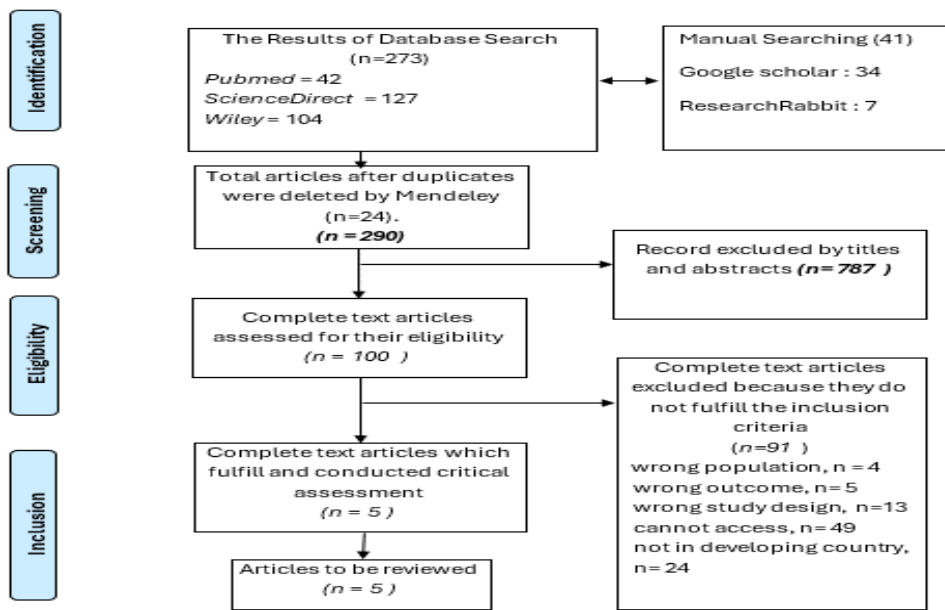 Identification
The Results of Database Search
(n=273)
Pubmed = 42
ScienceDirect = 127
Wiley = 104
Manual Searching (41)
Google scholar : 34
ResearchRabbit : 7
Screening
Total articles after duplicates
were deleted by Mendeley
(n=24).
(n = 290)
Record excluded by titles
and abstracts (n= 787 )
Eligibility
Complete text articles
assessed for their eligibility
(n = 100 )
Complete text articles
excluded because they do
not fulfill the inclusion
criteria
(n=91 )
wrong population, n = 4
wrong outcome, n= 5
wrong study design, n=13
cannot access, n= 49
not in developing country,
n= 24
Inclusion
Complete text articles which
fulfill and conducted critical
assessment
(n = 5 )
Articles to be reviewed
(n = 5 )